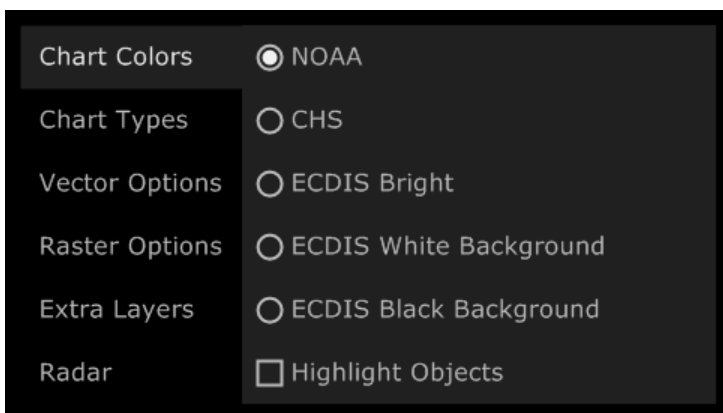 Chart Colors
NOAA
Chart Types
CHS
Vector Options
ECDIS Bright
Raster Options
ECDIS White Background
Extra Layers
ECDIS Black Background
Radar
Highlight Objects